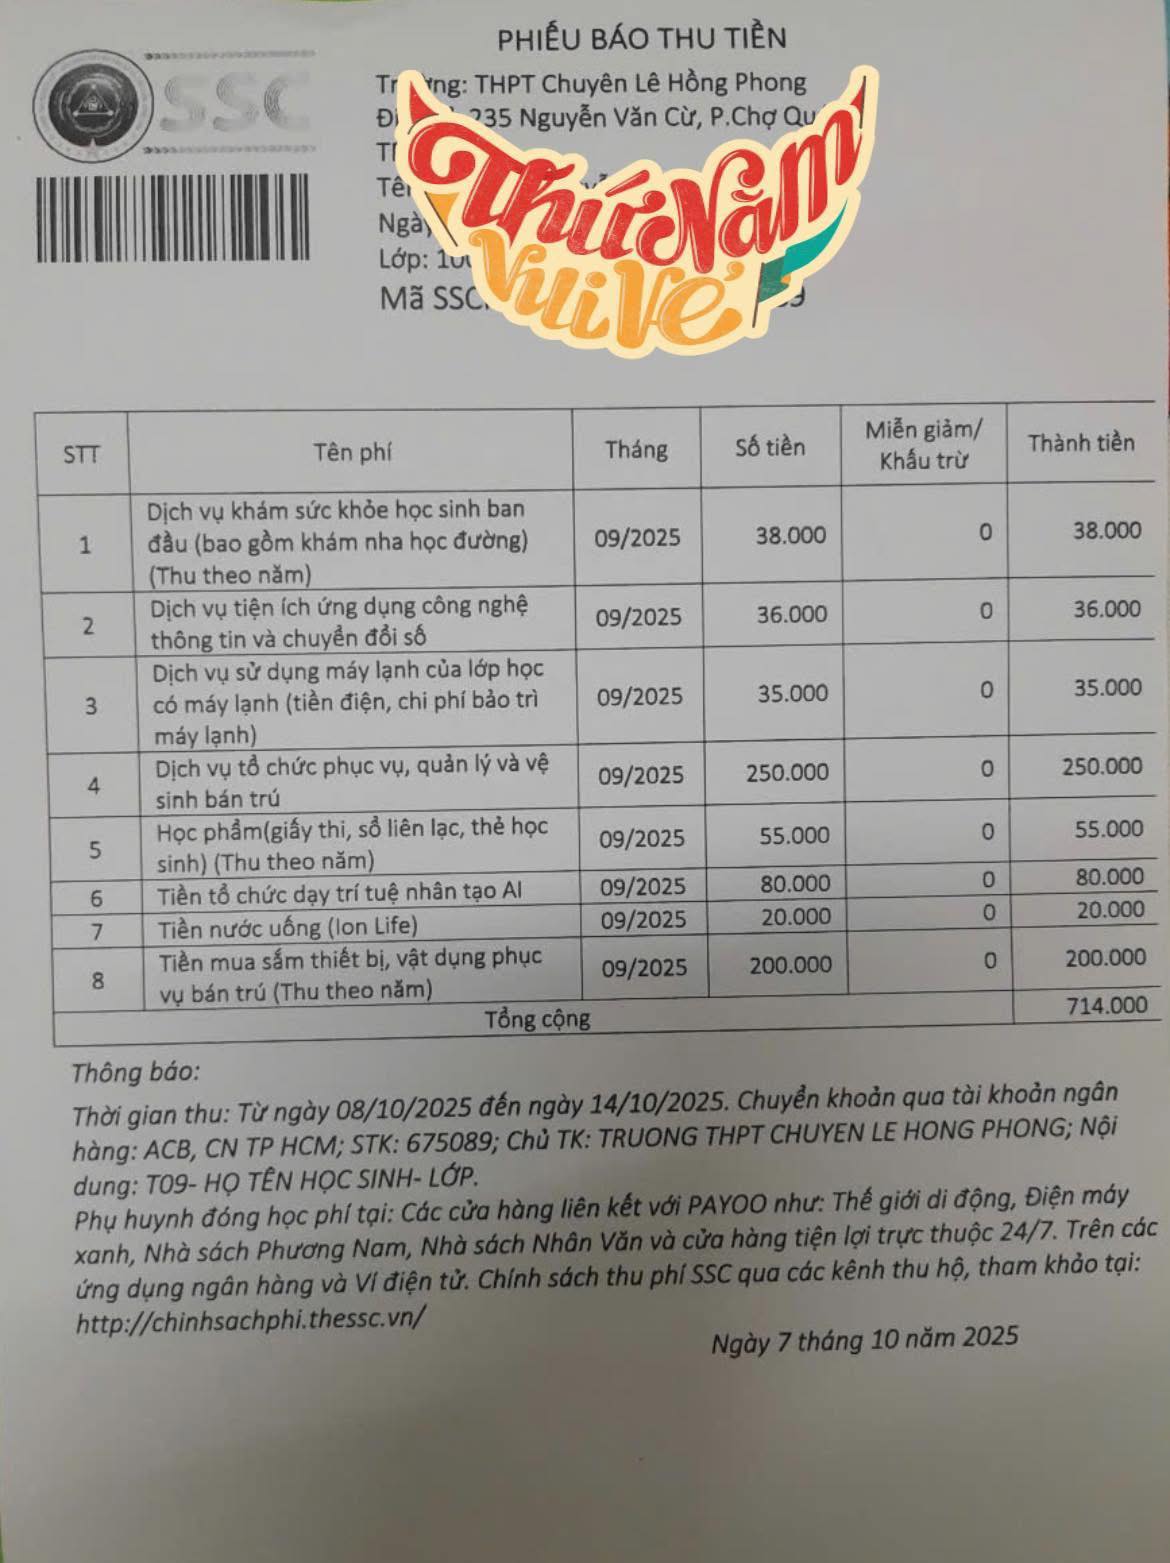 PHIẾU BÁO THU TIỀN
SSC
THPT Chuyên Lê Hồng Phong
235 Nguyễn Văn Cừ, P.Chợ
Lớp:
Mã
Thứ Năm
Vui Vẻ
STT Tên phí Tháng Số tiền Miễn giảm/ Khấu trừ Thành tiền
1 Dịch vụ khám sức khỏe học sinh ban 09/2025 38.000 0 38.000
đầu (bao gồm khám nha học đường)
(Thu theo năm)
2 Dịch vụ tiện ích ứng dụng công nghệ 09/2025 36.000 0 36.000
thông tin và chuyển đổi số
3 Dịch vụ sử dụng máy lạnh của lớp học 09/2025 35.000 0 35.000
có máy lạnh (tiền điện, chi phí bảo trì
máy lạnh)
4 Dịch vụ tổ chức phục vụ, quản lý và vệ 09/2025 250.000 0 250.000
sinh bán trú
5 Học phẩm(giấy thi, sổ liên lạc, thẻ học 09/2025 55.000 0 55.000
sinh) (Thu theo năm)
6 Tiền tổ chức dạy trí tuệ nhân tạo AI 09/2025 80.000 0 80.000
7 Tiền nước uống (Ion Life) 09/2025 20.000 0 20.000
8 Tiền mua sắm thiết bị, vật dụng phục 09/2025 200.000 0 200.000
vụ bán trú (Thu theo năm)
Tổng cộng 714.000
Thông báo:
Thời gian thu: Từ ngày 08/10/2025 đến ngày 14/10/2025. Chuyển khoản qua tài khoản ngân
hàng: ACB, CN TP HCM; STK: 675089; Chủ TK: TRUONG THPT CHUYEN LE HONG PHONG; Nội
dung: T09- HỌ TÊN HỌC SINH- LỚP.
Phụ huynh đóng học phí tại: Các cửa hàng liên kết với PAYOO như: Thế giới di động, Điện máy
xanh, Nhà sách Phương Nam, Nhà sách Nhân Văn và cửa hàng tiện lợi trực thuộc 24/7. Trên các
ứng dụng ngân hàng và Ví điện tử. Chính sách thu phí SSC qua các kênh thu hộ, tham khảo tại:
http://chinhsachphi.thessc.vn/
Ngày 7 tháng 10 năm 2025